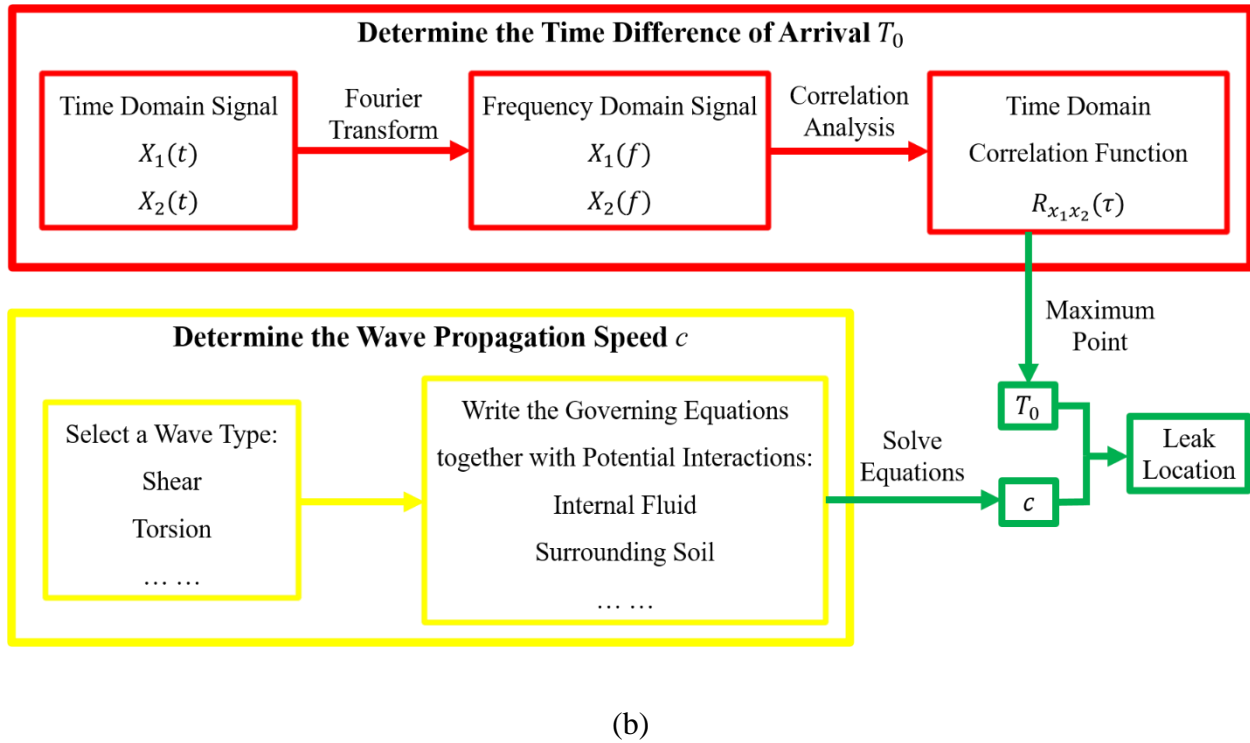 Determine the Time Difference of Arrival T₀
Time Domain Signal
X₁(t)
X₂(t)
Fourier
Transform
Frequency Domain Signal
X₁(f)
X₂(f)
Correlation
Analysis
Time Domain
Correlation Function
Rₓ₁ₓ₂(τ)
Maximum
Point
Determine the Wave Propagation Speed c
Select a Wave Type:
Shear
Torsion
… …
Write the Governing Equations
together with Potential Interactions:
Internal Fluid
Surrounding Soil
… …
Solve
Equations
T₀
c
Leak
Location
(b)